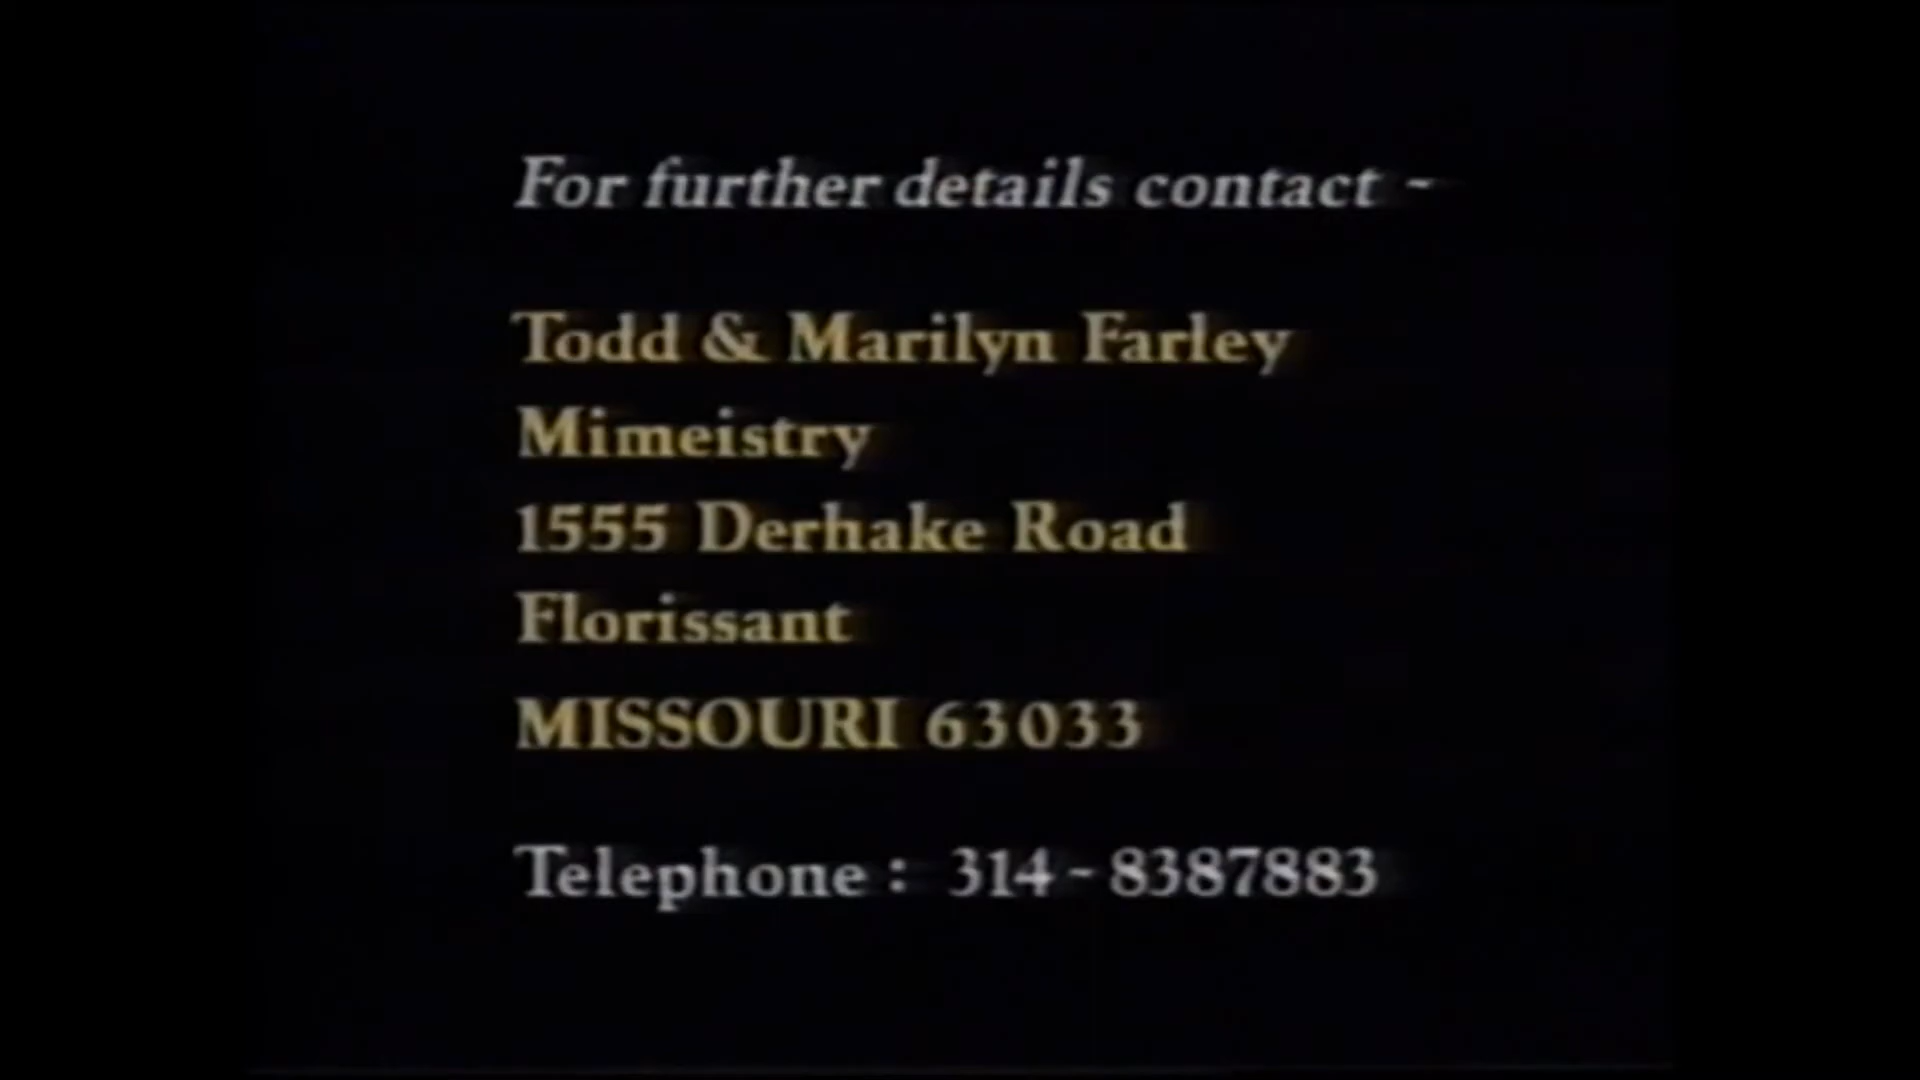 For further details contact -
Todd & Marilyn Farley
Mimeistry
1555 Derhake Road
Florissant
MISSOURI 63033
Telephone : 314-8387883